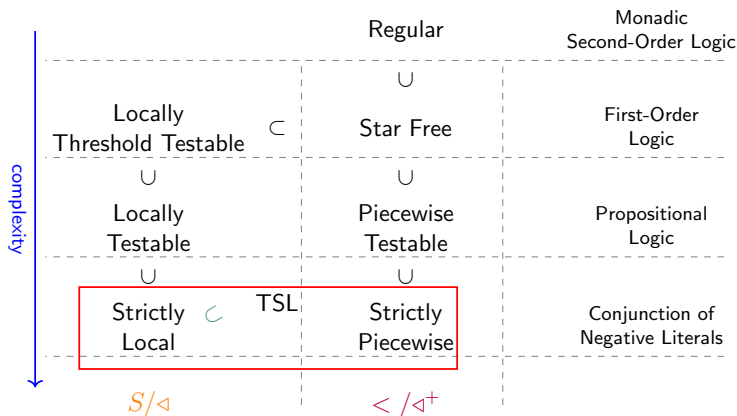 Regular
Monadic
Second-Order Logic
∪
Locally
Threshold Testable
⊂
Star Free
First-Order
Logic
∪
∪
Locally
Testable
Piecewise
Testable
Propositional
Logic
∪
∪
Strictly
Local
⊂
TSL
Strictly
Piecewise
Conjunction of
Negative Literals
S/◁
< /◁⁺
complexity